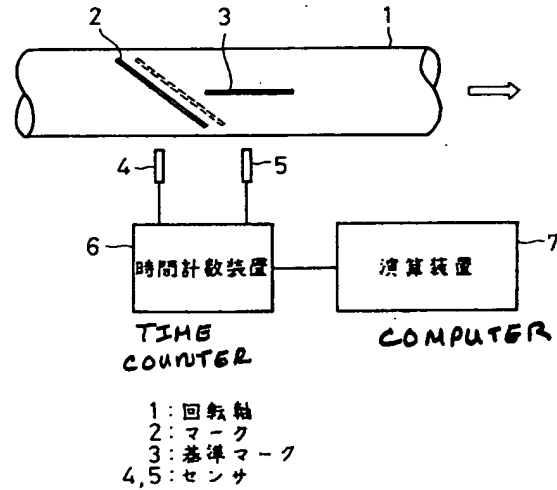 2
3
1
4
5
6
時間計数装置
演算装置
7
TIME
COUNTER
COMPUTER
1:回転軸
2:マーク
3:基準マーク
4,5:センサ